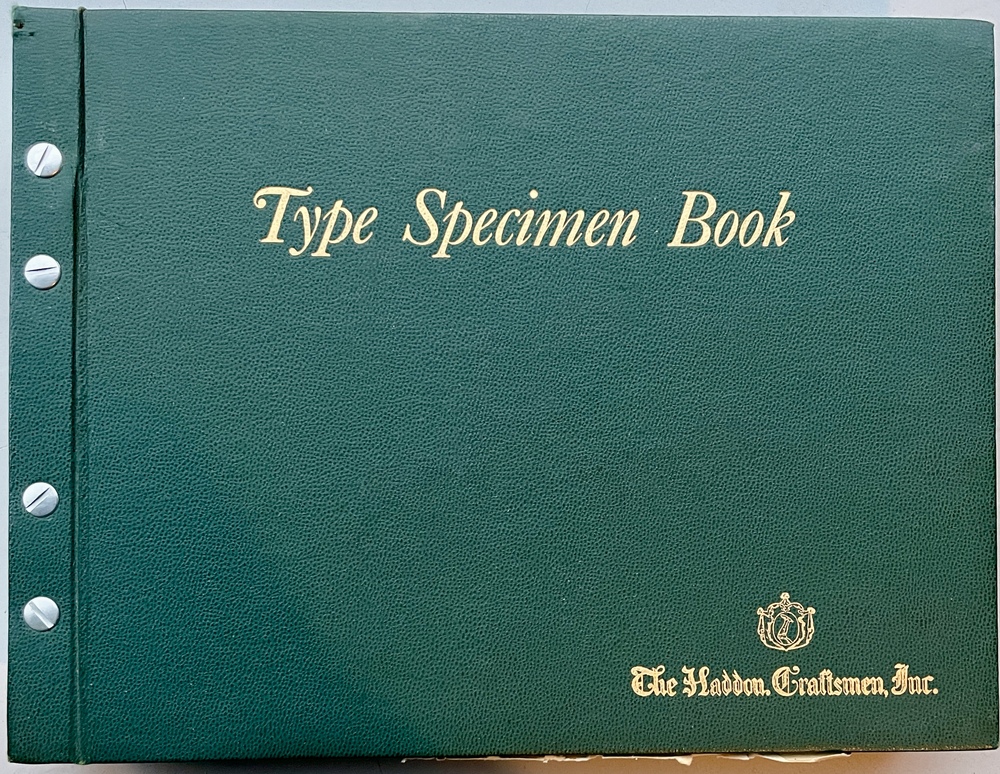 Type Specimen Book
The Haddon Craftsmen, Inc.